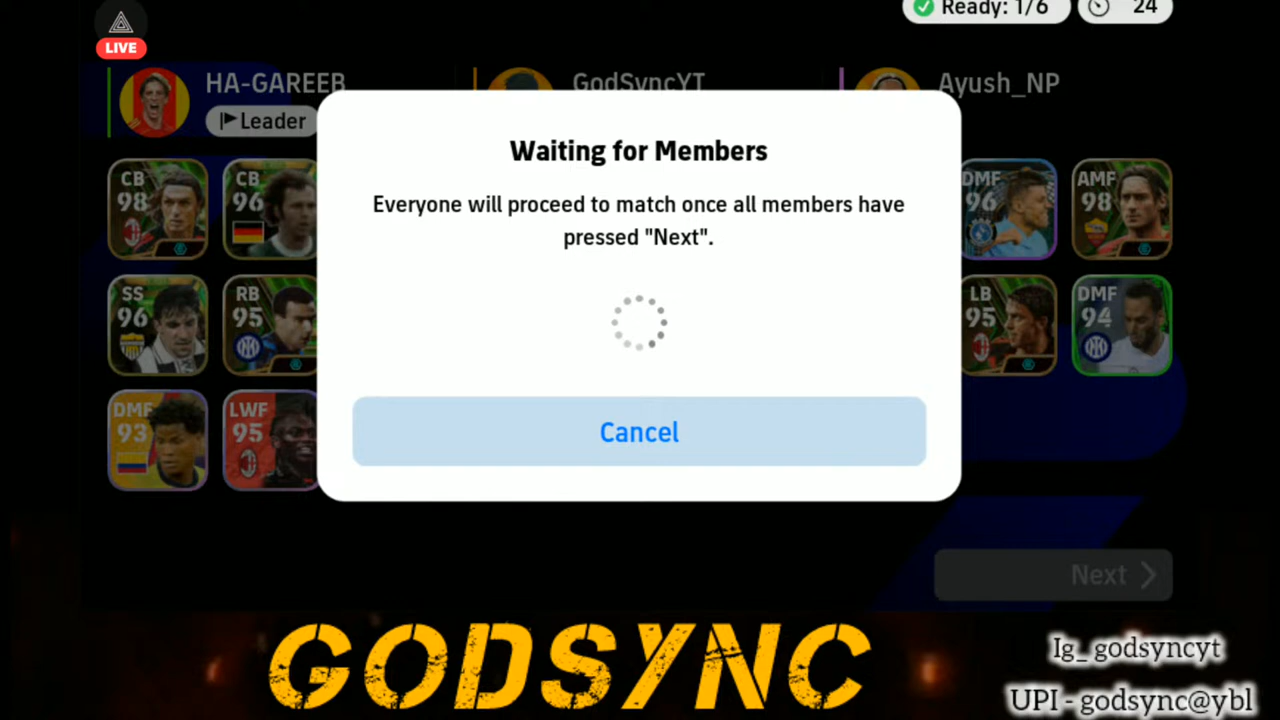 Ready: 1/6
24
LIVE
HA-GAREEB
GodSyncYT
Ayush_NP
Leader
Waiting for Members
Everyone will proceed to match once all members have
pressed "Next".
Cancel
CB
98
CB
96
DMF
96
AMF
98
SS
96
RB
95
LB
95
DMF
94
DMF
93
LWF
95
Next
GODSYNC
Ig_ godsyncyt
UPI - godsync@ybl